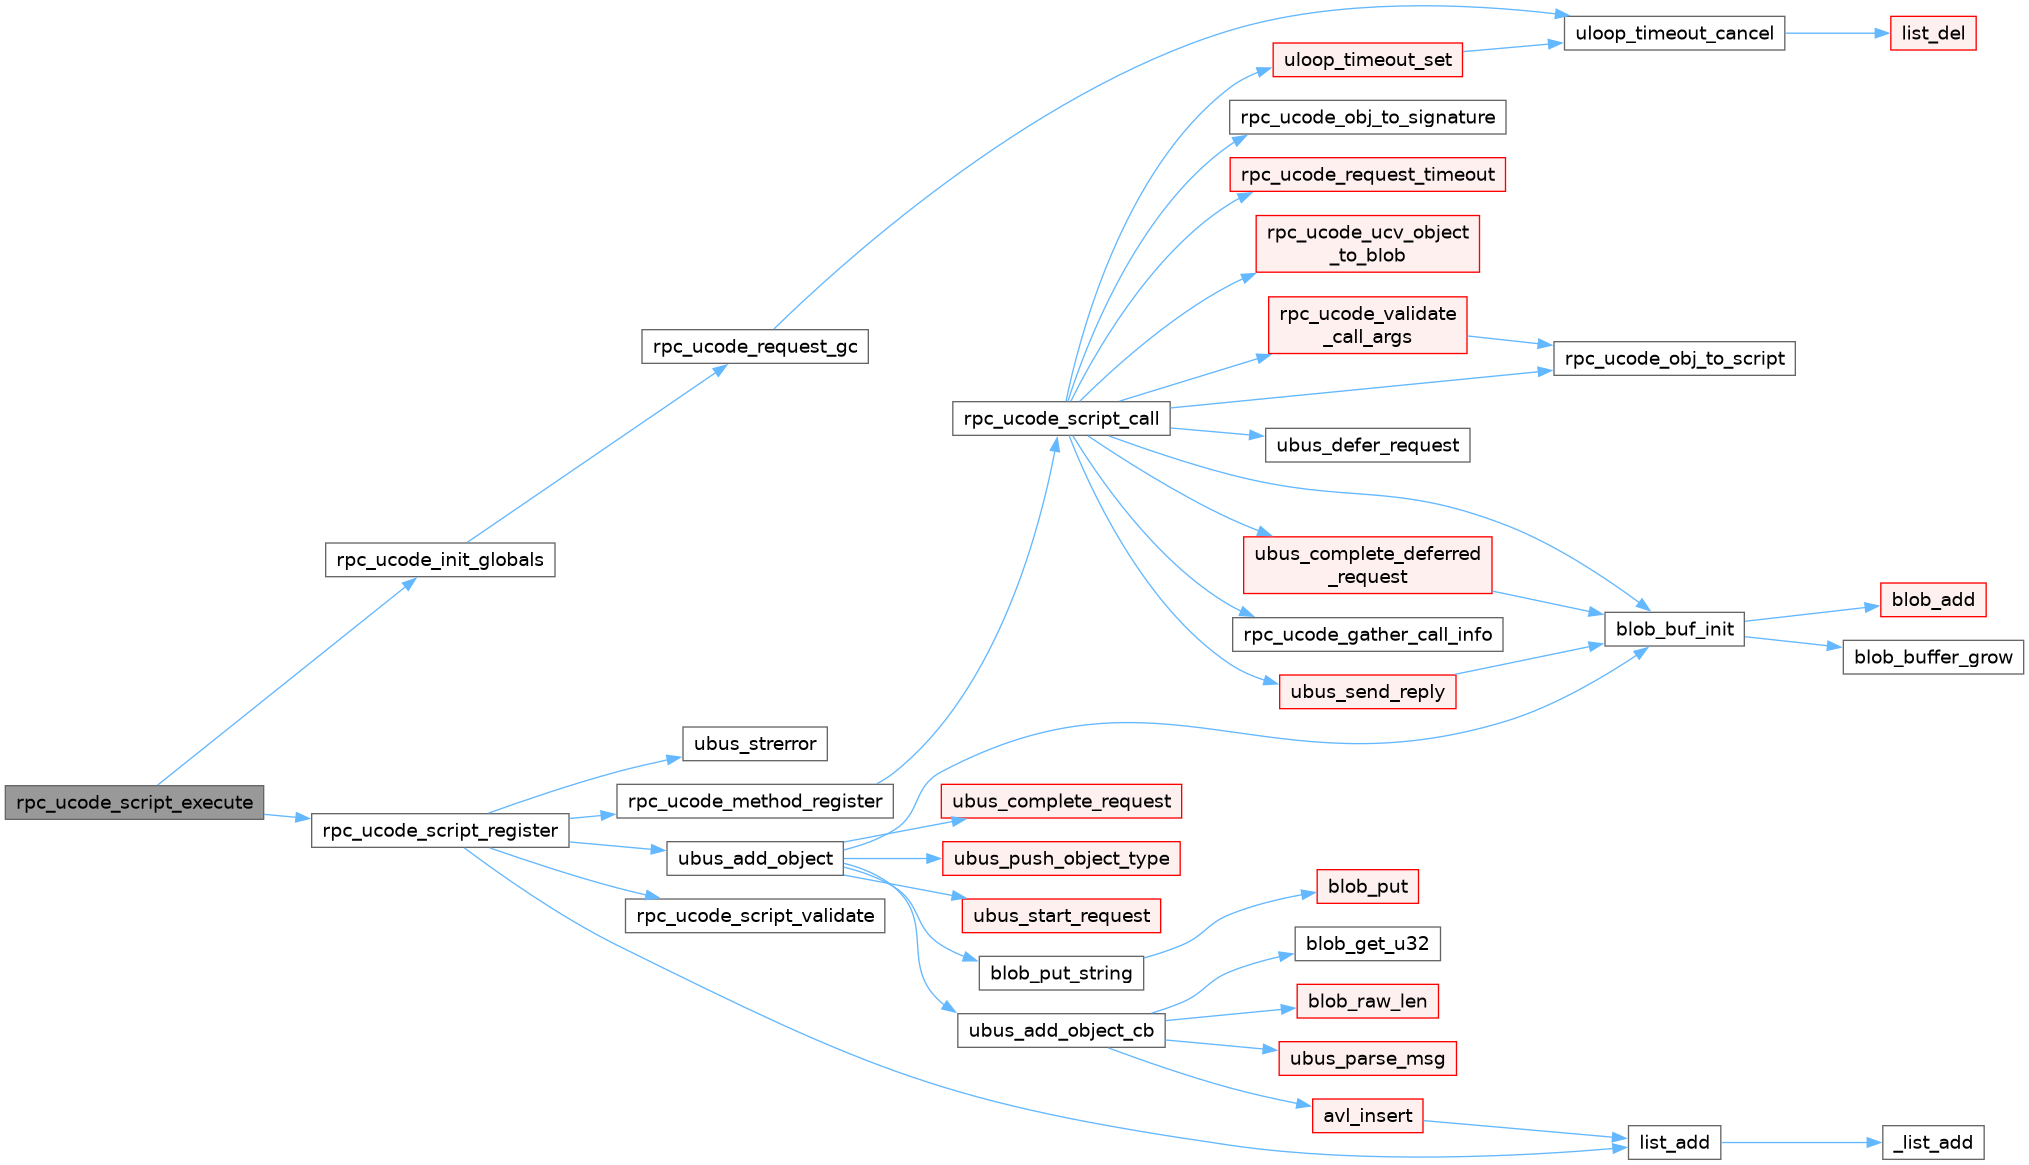 rpc_ucode_script_execute
rpc_ucode_init_globals
rpc_ucode_script_register
rpc_ucode_request_gc
ubus_strerror
rpc_ucode_method_register
ubus_add_object
rpc_ucode_script_validate
rpc_ucode_script_call
ubus_complete_request
ubus_push_object_type
ubus_start_request
blob_put_string
ubus_add_object_cb
uloop_timeout_set
rpc_ucode_obj_to_signature
rpc_ucode_request_timeout
rpc_ucode_ucv_object
_to_blob
rpc_ucode_validate
_call_args
ubus_defer_request
ubus_complete_deferred
_request
rpc_ucode_gather_call_info
ubus_send_reply
blob_put
blob_get_u32
blob_raw_len
ubus_parse_msg
avl_insert
uloop_timeout_cancel
rpc_ucode_obj_to_script
blob_buf_init
list_add
list_del
blob_add
blob_buffer_grow
_list_add